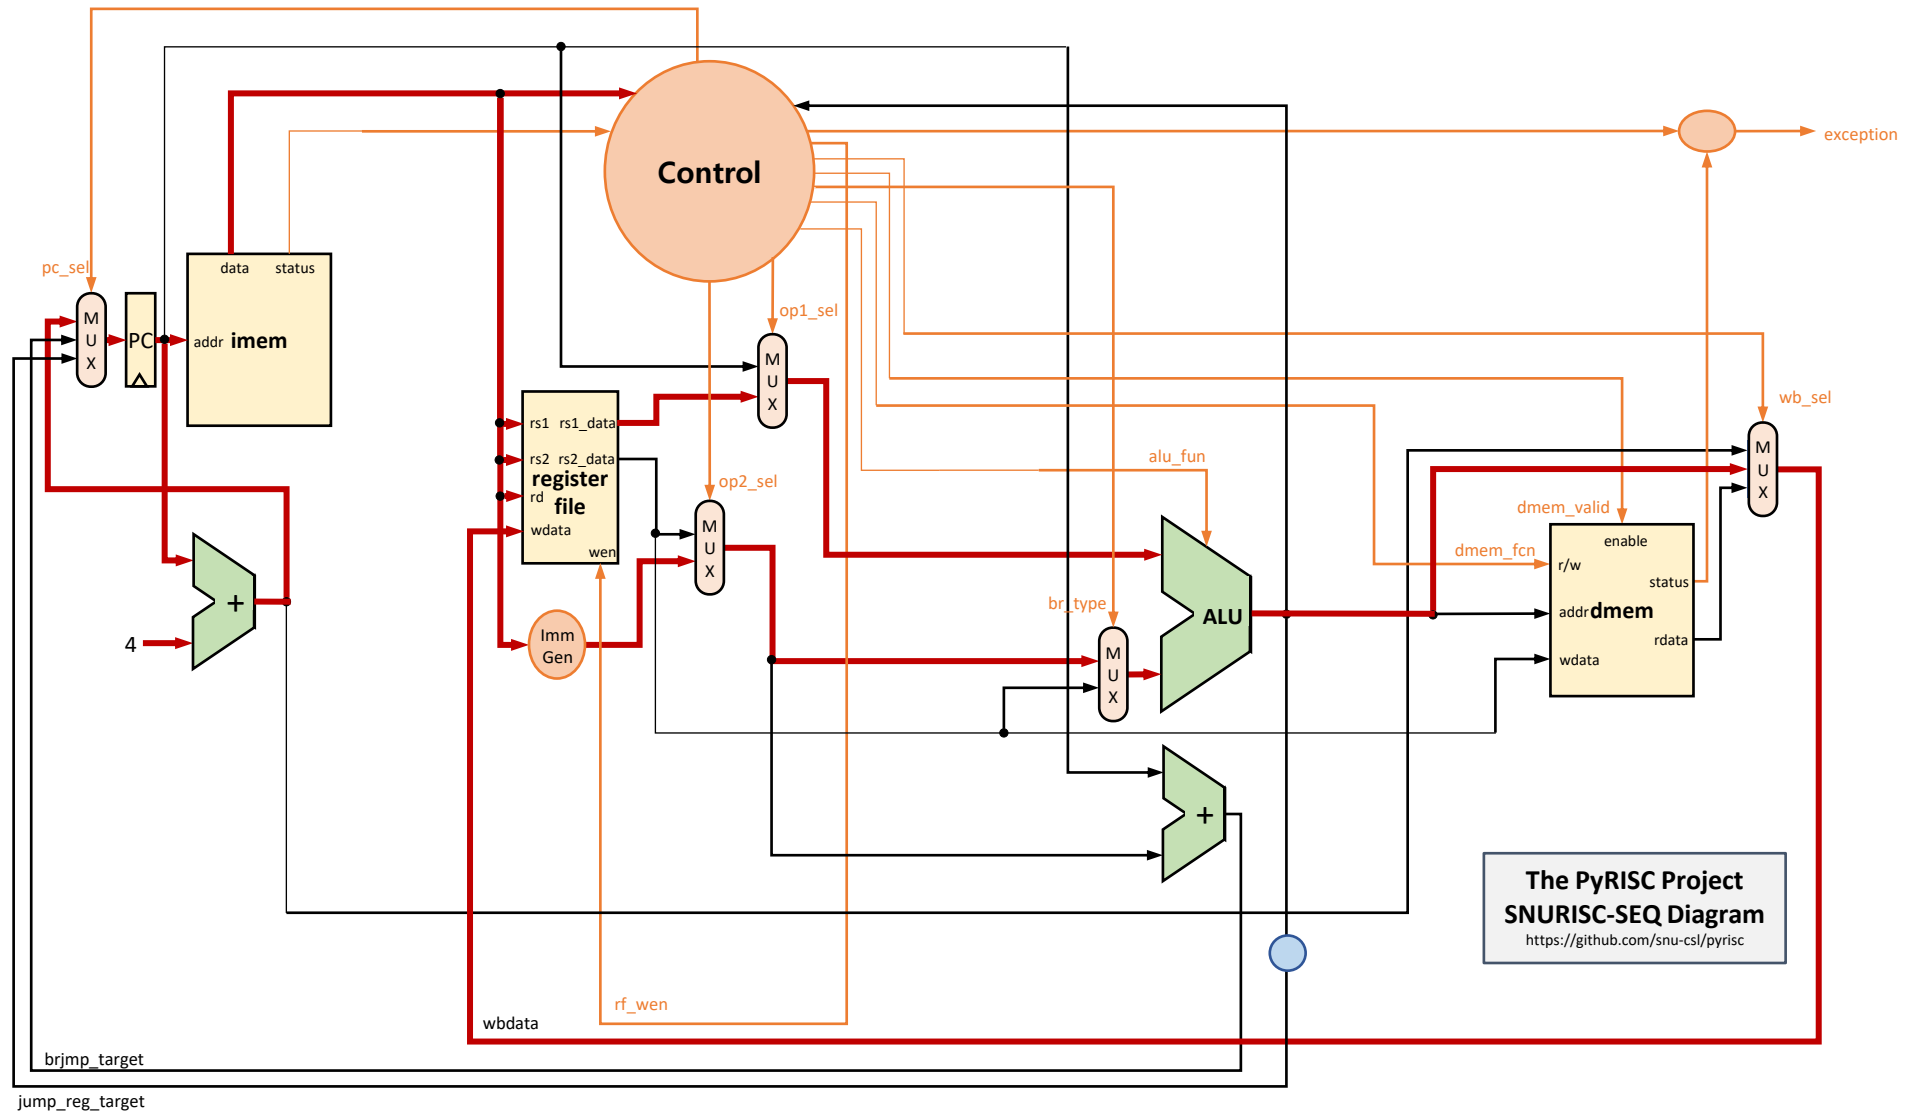 Control
exception
pc_sel
data
status
M
U
X
PC
addr
imem
op1_sel
M
U
X
rs1
rs1_data
rs2
rs2_data
register
file
rd
wdata
wen
op2_sel
M
U
X
alu_fun
wb_sel
M
U
X
dmem_valid
enable
dmem_fcn
r/w
status
addr
dmem
rdata
wdata
+
4
Imm
Gen
br_type
M
U
X
ALU
+
The PyRISC Project
SNURISC-SEQ Diagram
https://github.com/snu-csl/pyrisc
rf_wen
wbdata
brjmp_target
jump_reg_target